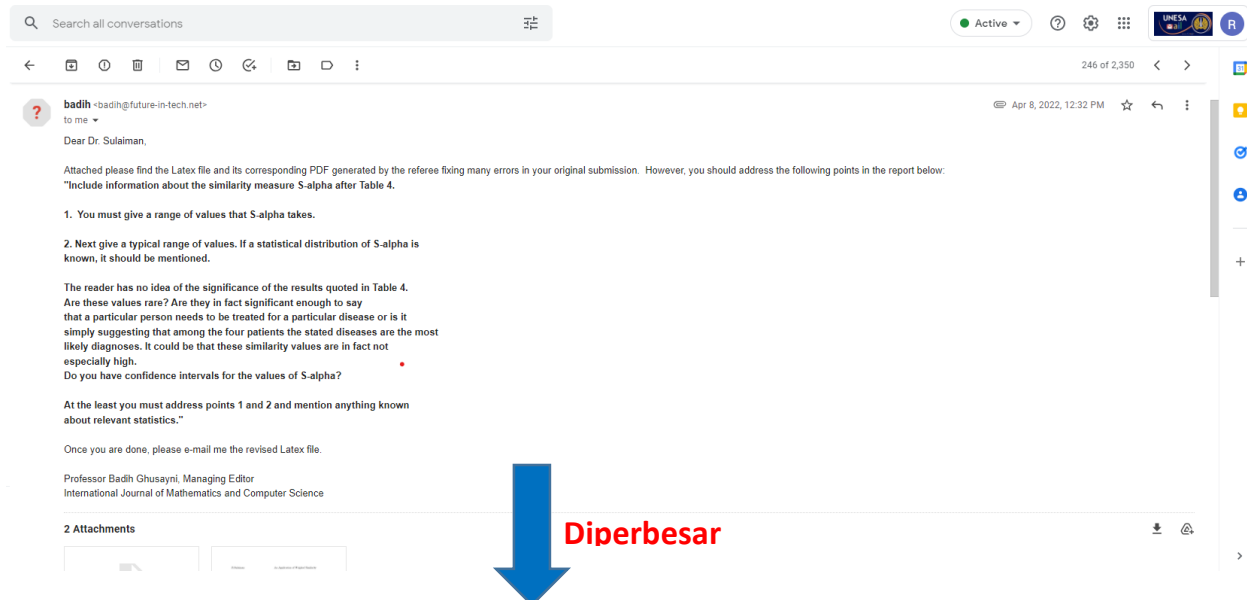 Search all conversations
Active
UNESA
R
246 of 2,350
31
badih <badih@future-in-tech.net>
Apr 8, 2022, 12:32 PM
to me
Dear Dr. Sulaiman,
Attached please find the Latex file and its corresponding PDF generated by the referee fixing many errors in your original submission. However, you should address the following points in the report below:
"Include information about the similarity measure S-alpha after Table 4.
1. You must give a range of values that S-alpha takes.
2. Next give a typical range of values. If a statistical distribution of S-alpha is
known, it should be mentioned.
The reader has no idea of the significance of the results quoted in Table 4.
Are these values rare? Are they in fact significant enough to say
that a particular person needs to be treated for a particular disease or is it
simply suggesting that among the four patients the stated diseases are the most
likely diagnoses. It could be that these similarity values are in fact not
especially high.
Do you have confidence intervals for the values of S-alpha?
At the least you must address points 1 and 2 and mention anything known
about relevant statistics."
Once you are done, please e-mail me the revised Latex file.
Professor Badih Ghusayni, Managing Editor
International Journal of Mathematics and Computer Science
2 Attachments
Diperbesar